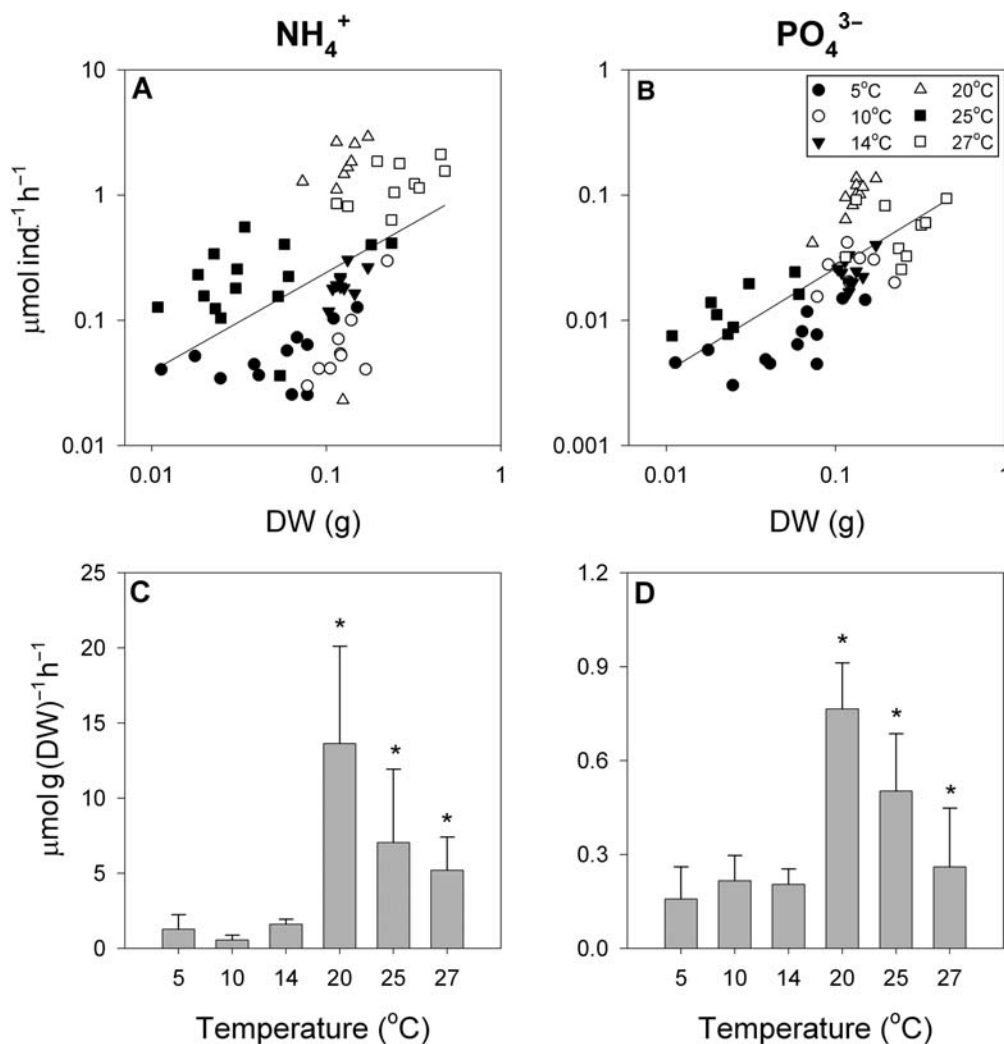 NH₄⁺
PO₄³⁻
A
B
5°C
10°C
14°C
20°C
25°C
27°C
10
1
0.1
0.01
μmol ind.⁻¹ h⁻¹
0.01
0.1
1
DW (g)
1
0.1
0.01
0.001
0.01
0.1
1
DW (g)
C
25
20
15
10
5
0
μmol g (DW)⁻¹ h⁻¹
* * *
5 10 14 20 25 27
Temperature (°C)
D
1.2
0.9
0.6
0.3
0.0
* * *
5 10 14 20 25 27
Temperature (°C)